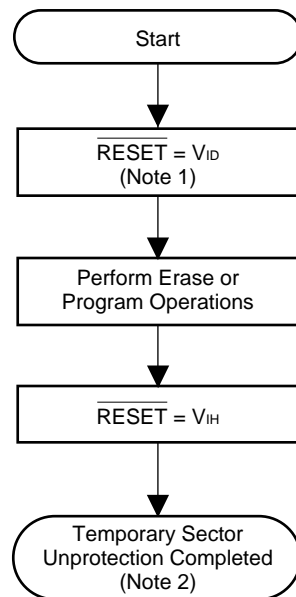 Start
RESET = VID
(Note 1)
Perform Erase or
Program Operations
RESET = VIH
Temporary Sector
Unprotection Completed
(Note 2)